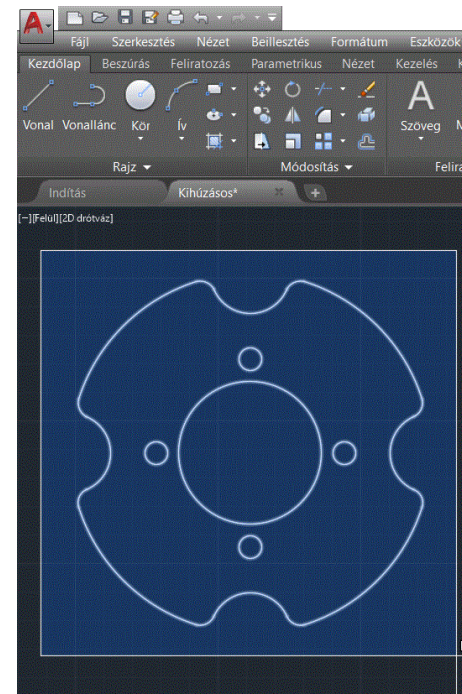 Fájl Szerkesztés Nézet Beillesztés Formátum Eszközök
Kezdőlap Beszúrás Feliratozás Parametrikus Nézet Kezelés
Vonal Vonallánc Kör Ív Szöveg
Rajz Módosítás Felira
Indítás Kihúzásos* +
[−][Felül][2D drótváz]